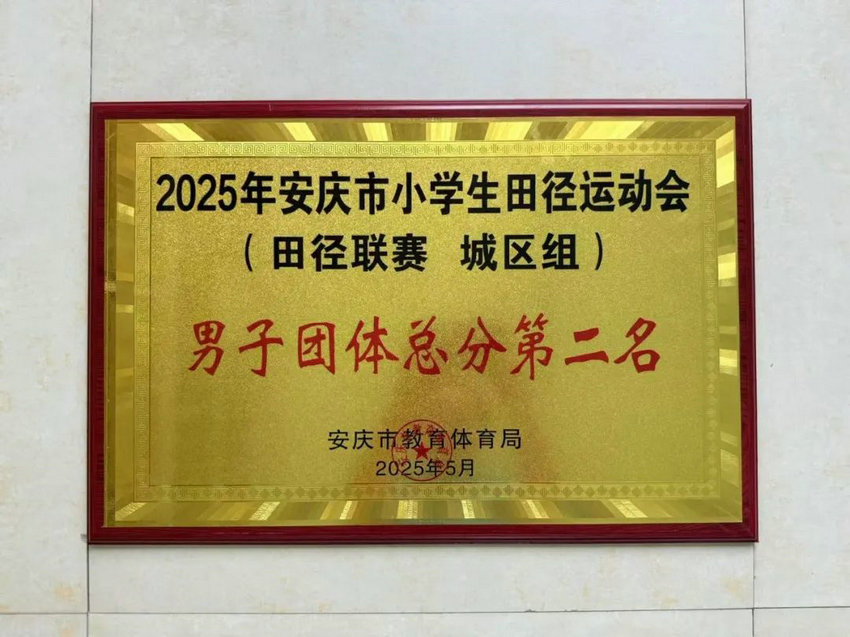 2025年安庆市小学生田径运动会
（田径联赛 城区组）
男子团体总分第二名
安庆市教育体育局
2025年5月